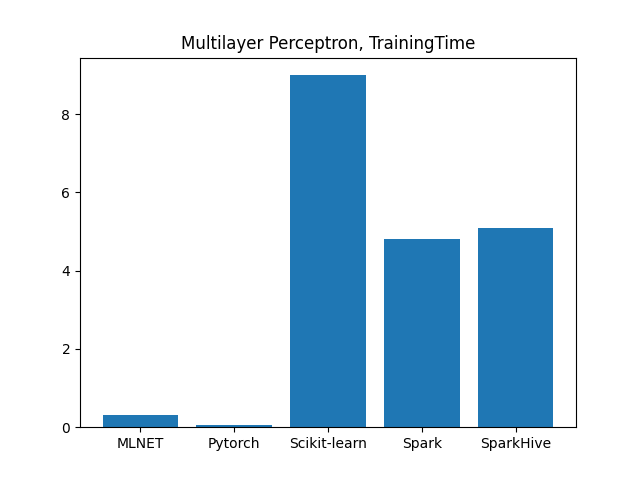 Multilayer Perceptron, TrainingTime
8
6
4
2
0
MLNET Pytorch Scikit-learn Spark SparkHive